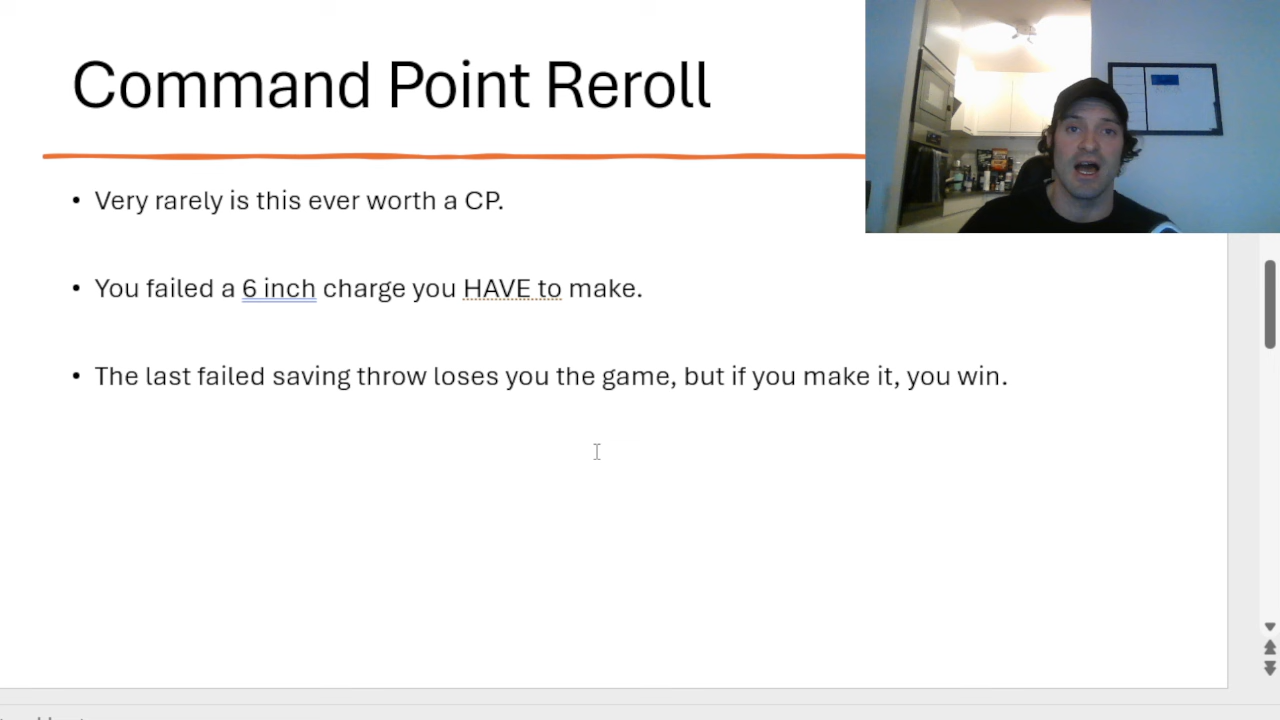 Command Point Reroll
• Very rarely is this ever worth a CP.
• You failed a 6 inch charge you HAVE to make.
• The last failed saving throw loses you the game, but if you make it, you win.